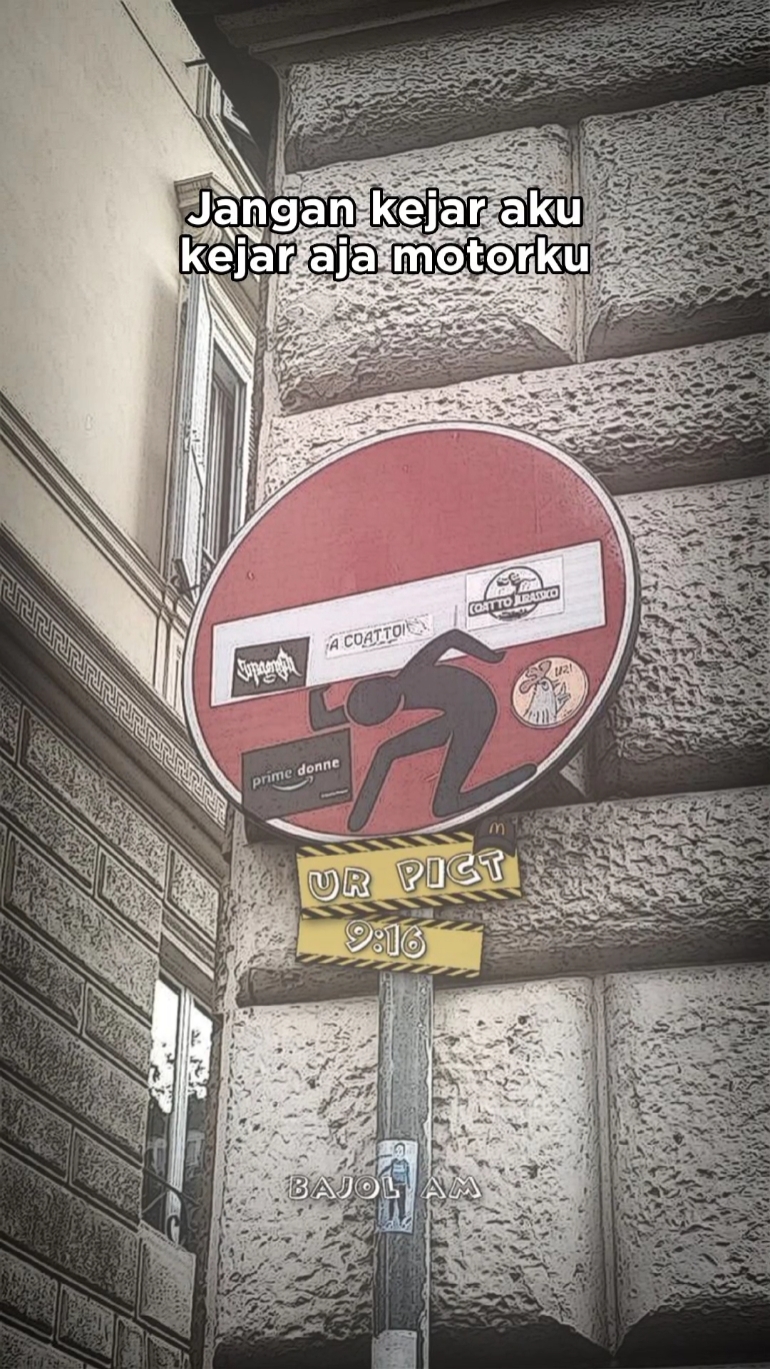 Jangan kejar aku
kejar aja motorku
COATTO JURASSICO
A COATTO!
prime donne
UR PICT
9:16
BAJOL AM